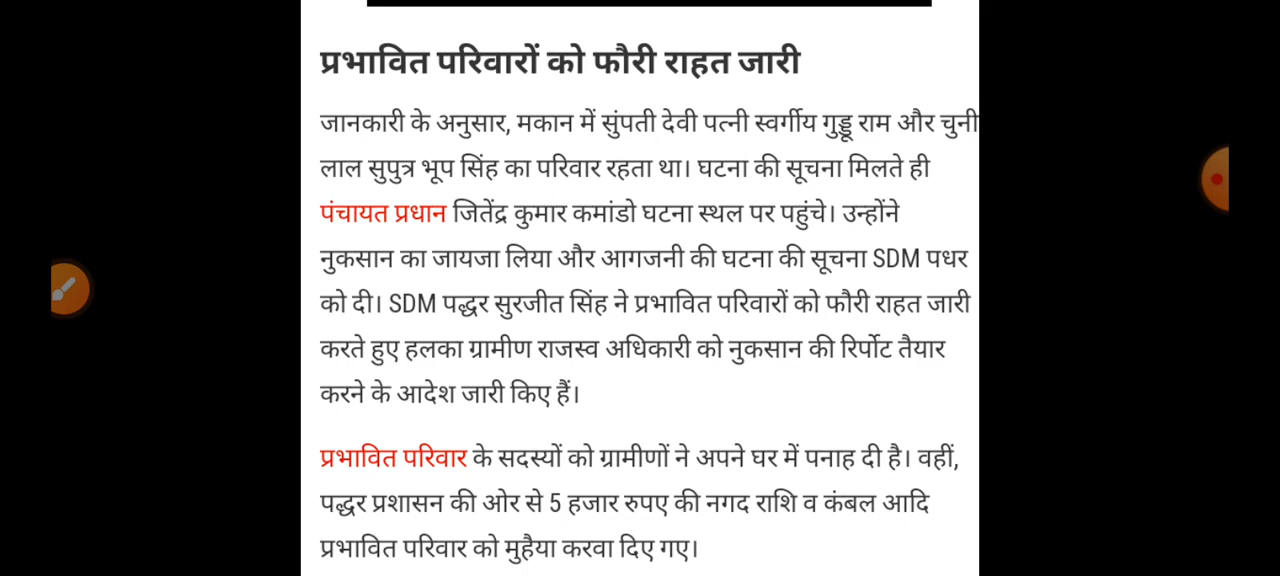 प्रभावित परिवारों को फौरी राहत जारी
जानकारी के अनुसार, मकान में सुंपती देवी पत्नी स्वर्गीय गुड्डू राम और चुनी
लाल सुपुत्र भूप सिंह का परिवार रहता था। घटना की सूचना मिलते ही
पंचायत प्रधान जितेंद्र कुमार कमांडो घटना स्थल पर पहुंचे। उन्होंने
नुकसान का जायजा लिया और आगजनी की घटना की सूचना SDM पधर
को दी। SDM पद्धर सुरजीत सिंह ने प्रभावित परिवारों को फौरी राहत जारी
करते हुए हलका ग्रामीण राजस्व अधिकारी को नुकसान की रिर्पोट तैयार
करने के आदेश जारी किए हैं।
प्रभावित परिवार के सदस्यों को ग्रामीणों ने अपने घर में पनाह दी है। वहीं,
पद्धर प्रशासन की ओर से 5 हजार रुपए की नगद राशि व कंबल आदि
प्रभावित परिवार को मुहैया करवा दिए गए।